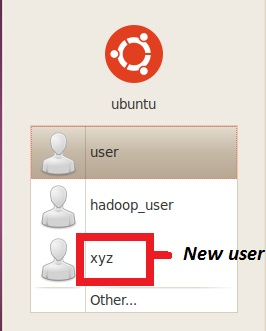 ubuntu
user
hadoop_user
xyz
New user
Other...